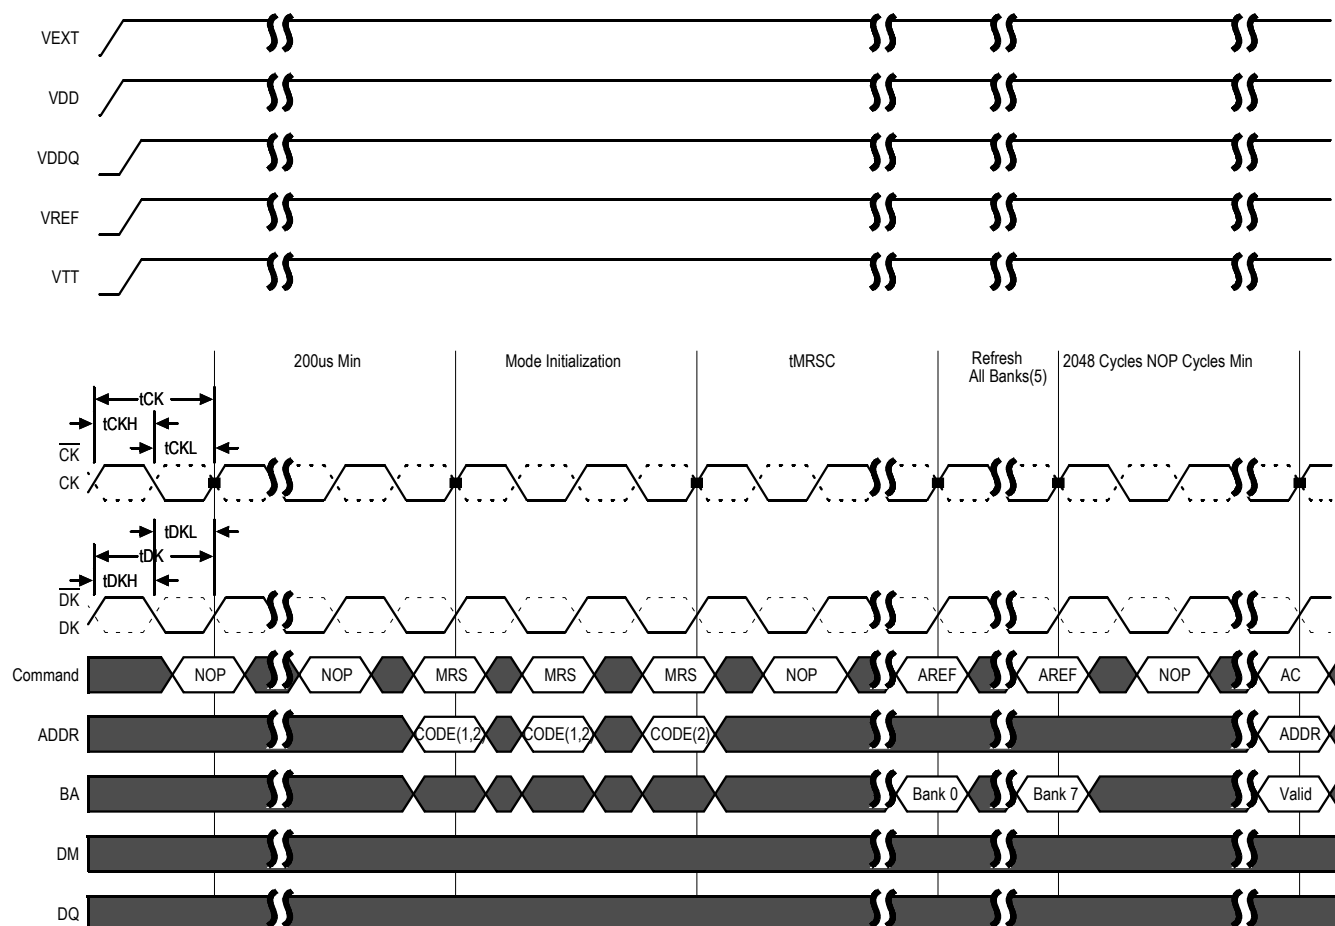 VEXT
VDD
VDDQ
VREF
VTT
200us Min Mode Initialization tMRSC Refresh All Banks(5) 2048 Cycles NOP Cycles Min
tCK
tCKH
tCKL
CK
CK
tDKL
tDK
tDKH
DK
DK
Command NOP NOP MRS MRS MRS NOP AREF AREF NOP AC
ADDR CODE(1,2) CODE(1,2) CODE(2) ADDR
BA Bank 0 Bank 7 Valid
DM
DQ